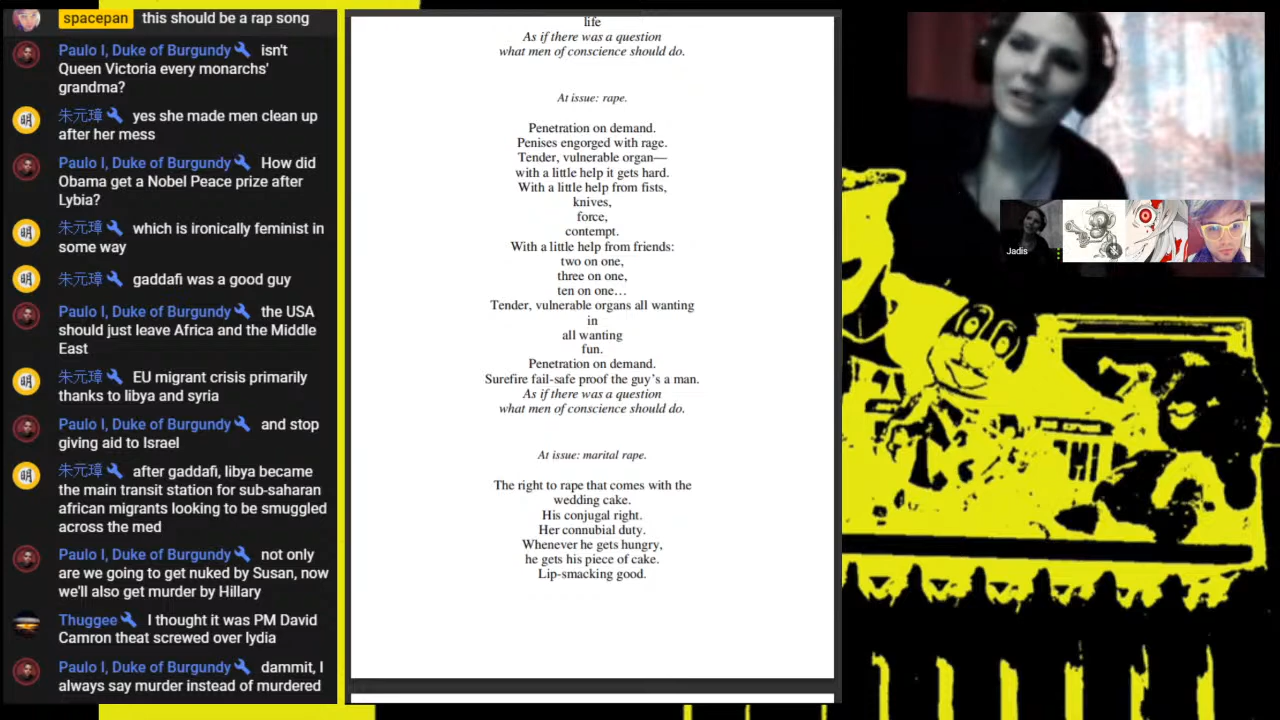 spacepan this should be a rap song
Paulo I, Duke of Burgundy isn't
Queen Victoria every monarchs'
grandma?
朱元璋 yes she made men clean up
after her mess
Paulo I, Duke of Burgundy How did
Obama get a Nobel Peace prize after
Lybia?
朱元璋 which is ironically feminist in
some way
朱元璋 gaddafi was a good guy
Paulo I, Duke of Burgundy the USA
should just leave Africa and the Middle
East
朱元璋 EU migrant crisis primarily
thanks to libya and syria
Paulo I, Duke of Burgundy and stop
giving aid to Israel
朱元璋 after gaddafi, libya became
the main transit station for sub-saharan
african migrants looking to be smuggled
across the med
Paulo I, Duke of Burgundy not only
are we going to get nuked by Susan, now
we'll also get murder by Hillary
Thuggee I thought it was PM David
Camron theat screwed over lydia
Paulo I, Duke of Burgundy dammit, I
always say murder instead of murdered
明
明
明
明
明
life
As if there was a question
what men of conscience should do.
At issue: rape.
Penetration on demand.
Penises engorged with rage.
Tender, vulnerable organ—
with a little help it gets hard.
With a little help from fists,
knives,
force,
contempt.
With a little help from friends:
two on one,
three on one,
ten on one…
Tender, vulnerable organs all wanting
in
all wanting
fun.
Penetration on demand.
Surefire fail-safe proof the guy's a man.
As if there was a question
what men of conscience should do.
At issue: marital rape.
The right to rape that comes with the
wedding cake.
His conjugal right.
Her connubial duty.
Whenever he gets hungry,
he gets his piece of cake.
Lip-smacking good.
Jadis